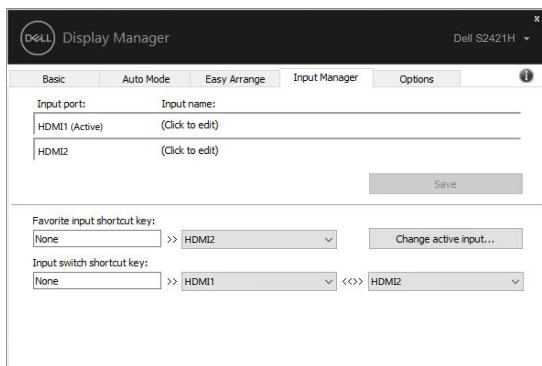 x
DELL Display Manager Dell S2421H
Basic Auto Mode Easy Arrange Input Manager Options i
Input port: Input name:
HDMI1 (Active) (Click to edit)
HDMI2 (Click to edit)
Save
Favorite input shortcut key:
None >> HDMI2 Change active input...
Input switch shortcut key:
None >> HDMI1 <<>> HDMI2